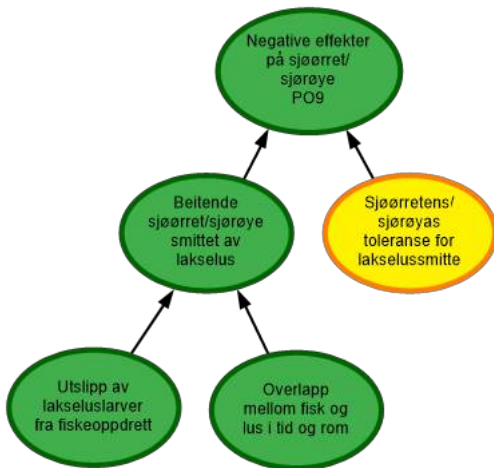 Negative effekter
på sjøørret/
sjørøye
PO9
Beitende
sjøørret/sjørøye
smittet av
lakselus
Sjøørretens/
sjørøyas
toleranse for
lakselussmitte
Utslipp av
lakseluslarver
fra fiskeoppdrett
Overlapp
mellom fisk og
lus i tid og rom